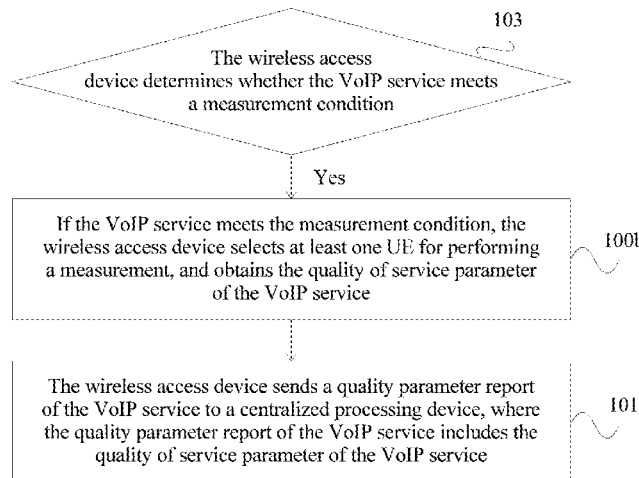 103
The wireless access
device determines whether the VoIP service meets
a measurement condition
Yes
If the VoIP service meets the measurement condition, the
wireless access device selects at least one UE for performing
a measurement, and obtains the quality of service parameter
of the VoIP service
100b
The wireless access device sends a quality parameter report
of the VoIP service to a centralized processing device, where
the quality parameter report of the VoIP service includes the
quality of service parameter of the VoIP service
101